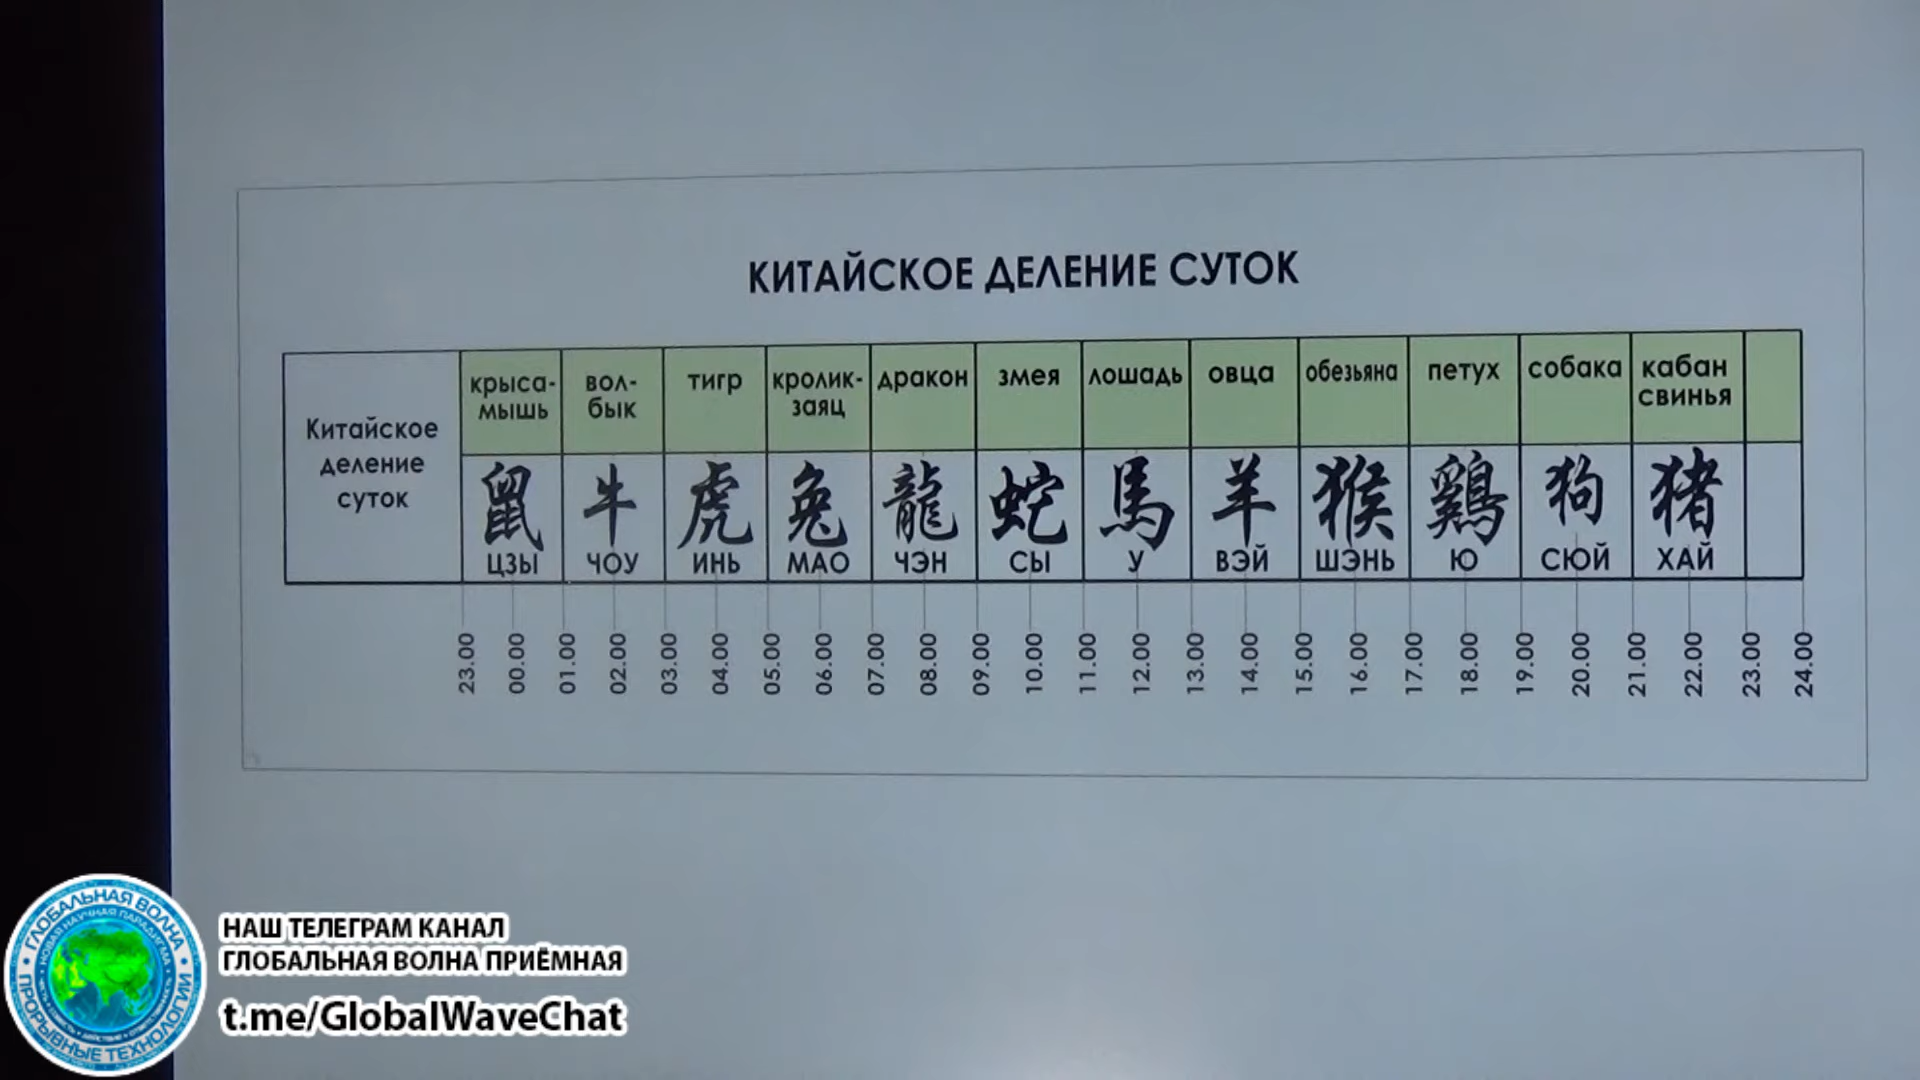 КИТАЙСКОЕ ДЕЛЕНИЕ СУТОК
Китайское
деление
суток
крыса-
мышь
вол-
бык
тигр
кролик-
заяц
дракон
змея
лошадь
овца
обезьяна
петух
собака
кабан
свинья
鼠 牛 虎 兔 龍 蛇 馬 羊 猴 鷄 狗 猪
ЦЗЫ ЧОУ ИНЬ МАО ЧЭН СЫ У ВЭЙ ШЭНЬ Ю СЮЙ ХАЙ
23.00 00.00 01.00 02.00 03.00 04.00 05.00 06.00 07.00 08.00 09.00 10.00 11.00 12.00 13.00 14.00 15.00 16.00 17.00 18.00 19.00 20.00 21.00 22.00 23.00 24.00
ГЛОБАЛЬНАЯ ВОЛНА
НОВАЯ НАУЧНАЯ ПАРАДИГМА
ПРОРЫВНЫЕ ТЕХНОЛОГИИ
НАШ ТЕЛЕГРАМ КАНАЛ
ГЛОБАЛЬНАЯ ВОЛНА ПРИЁМНАЯ
t.me/GlobalWaveChat